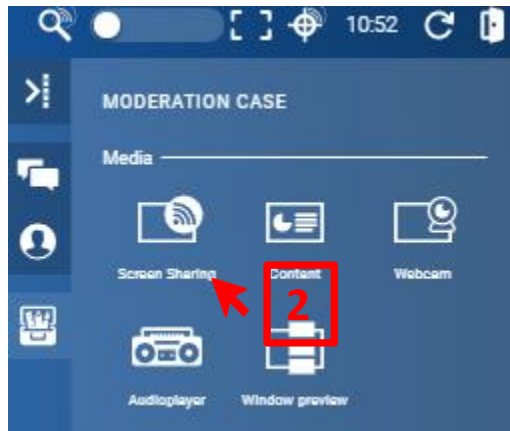 10:52
MODERATION CASE
Media
Screen Sharing Content Webcam
2
Audioplayer Window preview